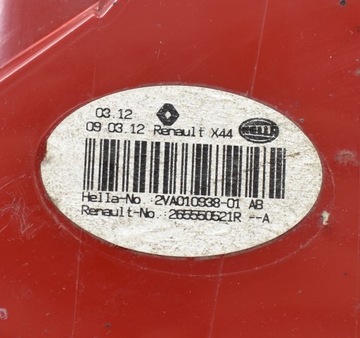 03.12
09 03.12 Renault X44 HELLA
Hella-No.:2VA010938-01 AB
Renault-No.:265550521R --A